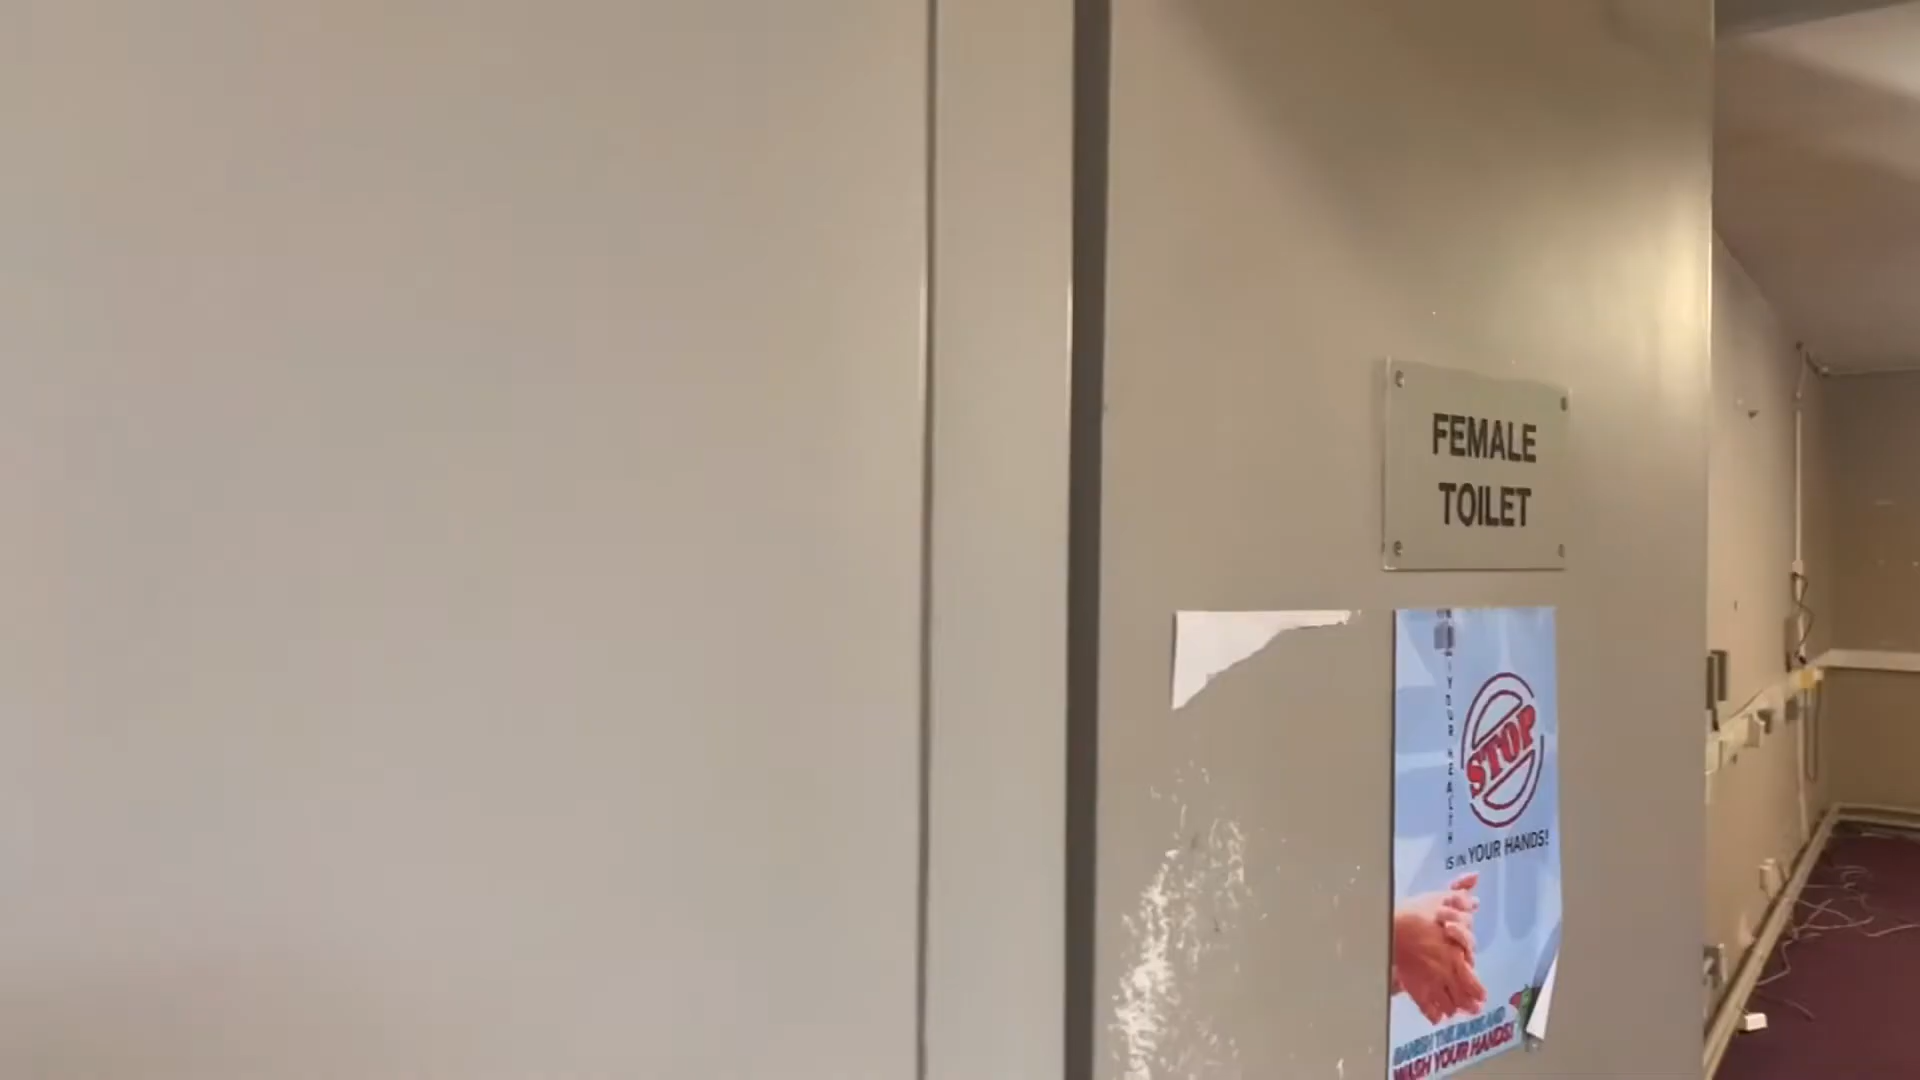 FEMALE
TOILET
YOUR HEALTH
STOP
IS IN YOUR HANDS!
WASH YOUR HANDS!